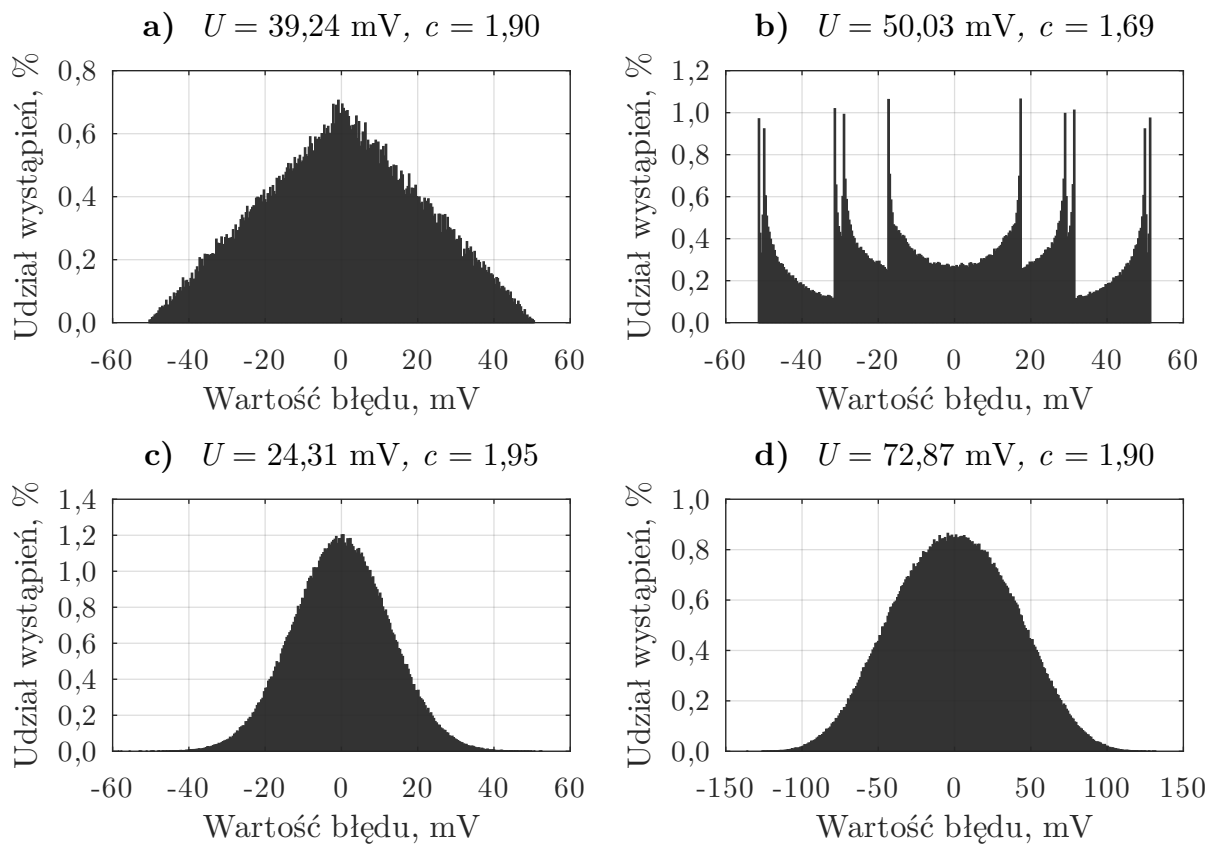 a) U = 39,24 mV, c = 1,90
Udział wystąpień, %
0,8
0,6
0,4
0,2
0,0
-60 -40 -20 0 20 40 60
Wartość błędu, mV
b) U = 50,03 mV, c = 1,69
Udział wystąpień, %
1,2
1,0
0,8
0,6
0,4
0,2
0,0
-60 -40 -20 0 20 40 60
Wartość błędu, mV
c) U = 24,31 mV, c = 1,95
Udział wystąpień, %
1,4
1,2
1,0
0,8
0,6
0,4
0,2
0,0
-60 -40 -20 0 20 40 60
Wartość błędu, mV
d) U = 72,87 mV, c = 1,90
Udział wystąpień, %
1,0
0,8
0,6
0,4
0,2
0,0
-150 -100 -50 0 50 100 150
Wartość błędu, mV